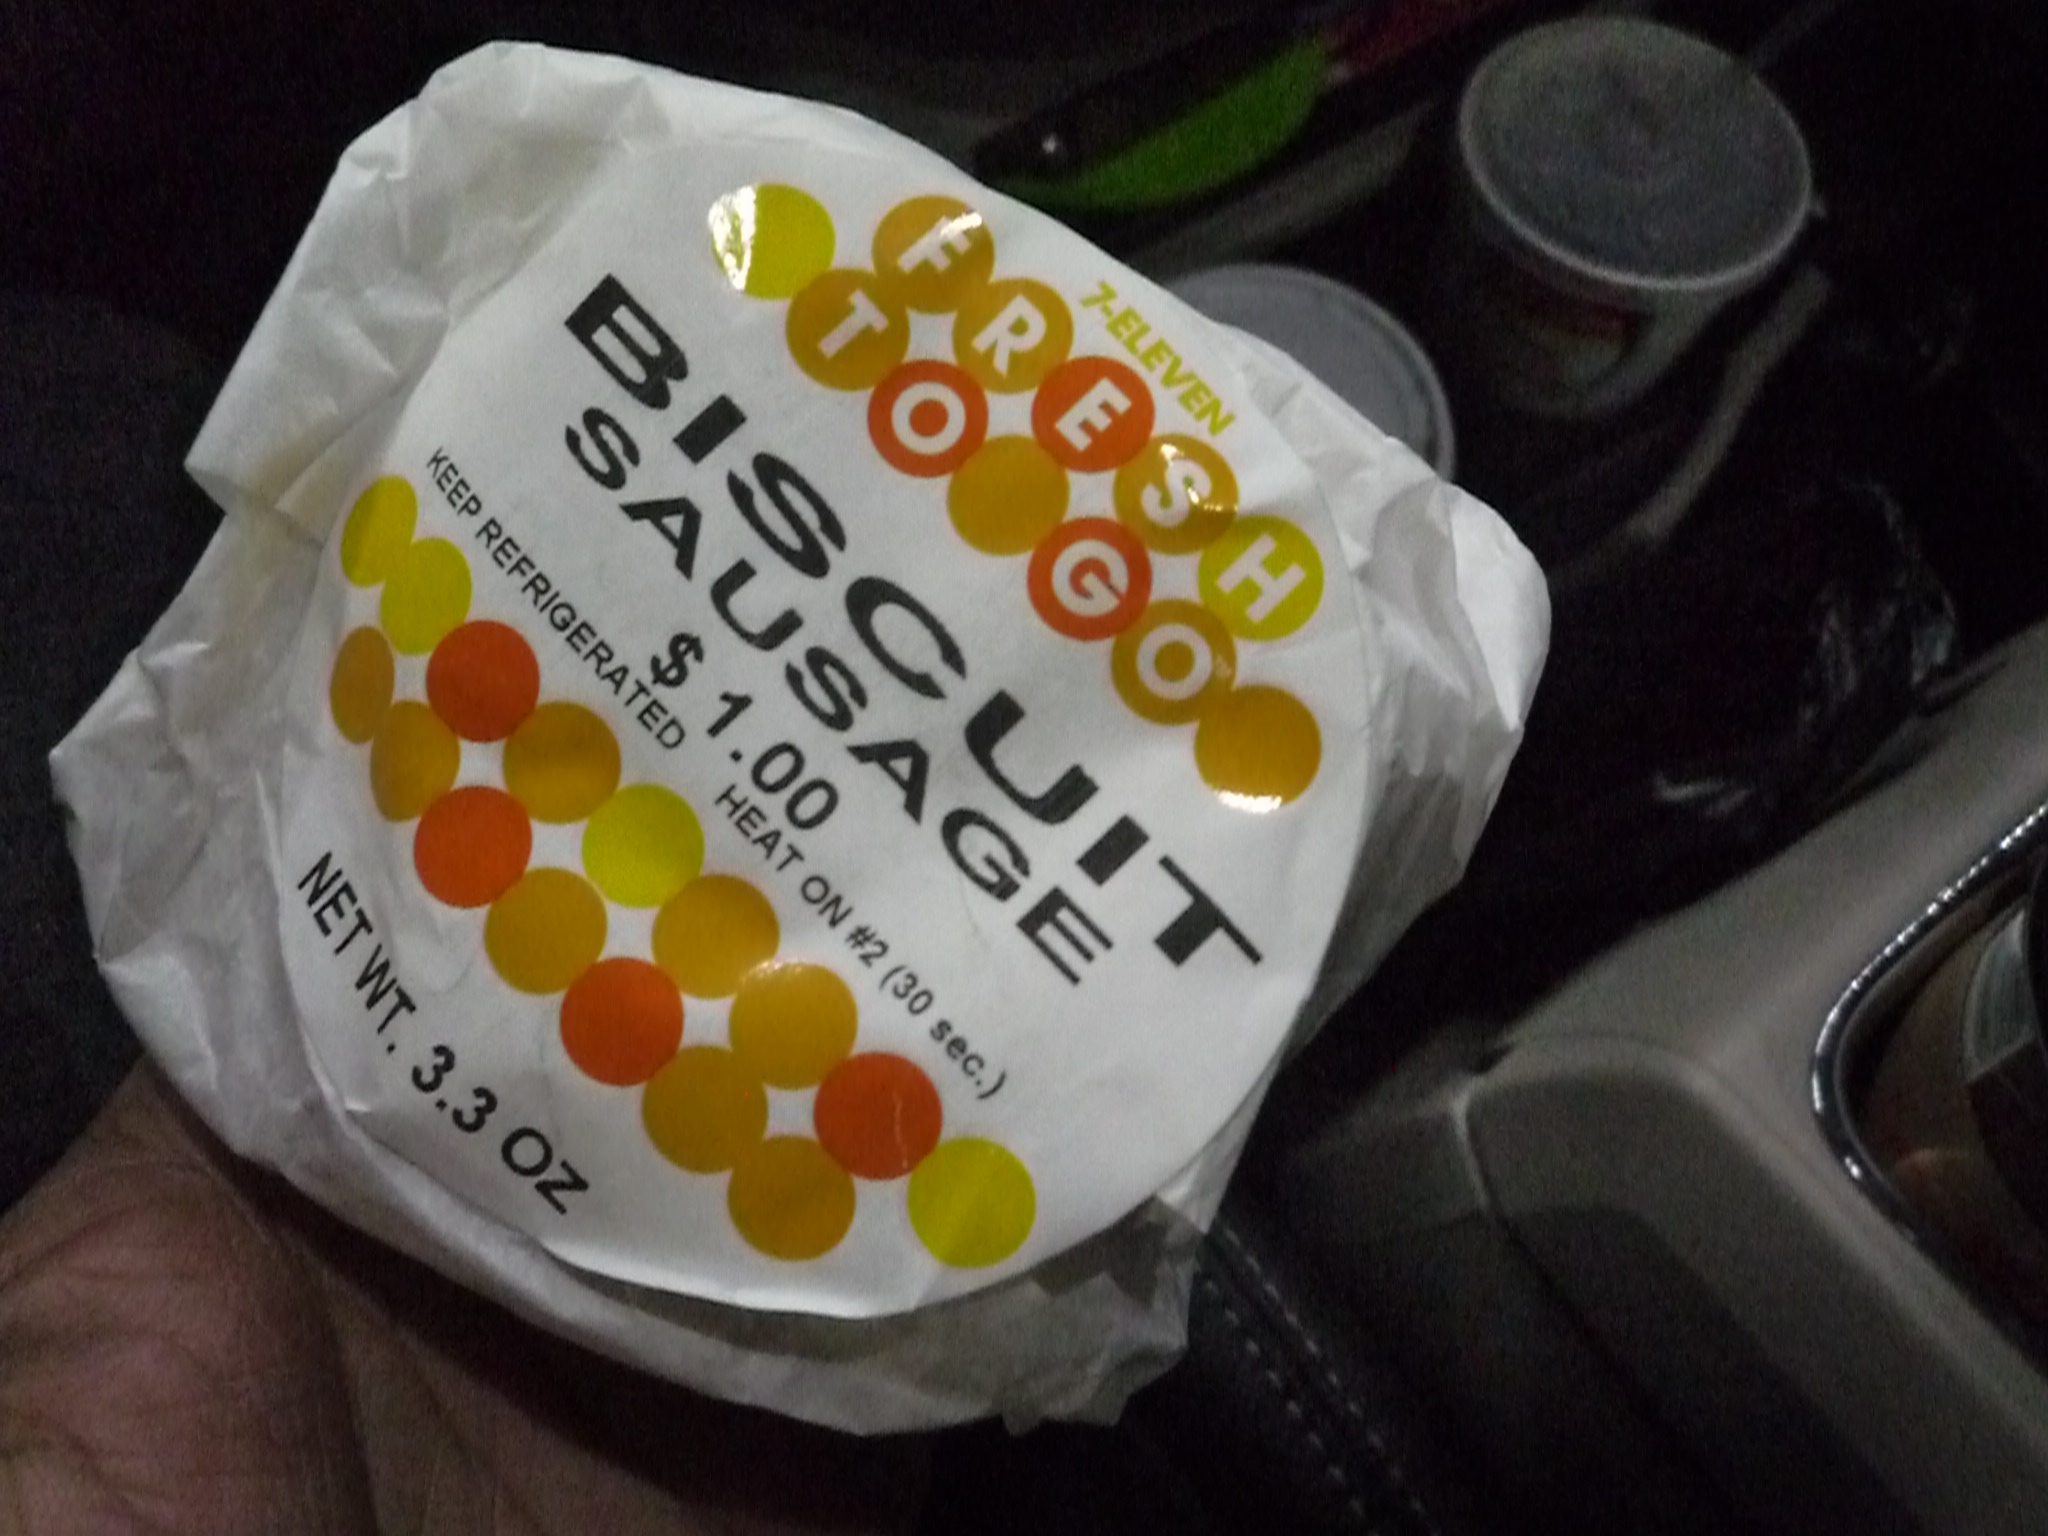 7-ELEVEN
FRESH
TO GO™
BISCUIT
SAUSAGE
$ 1.00
KEEP REFRIGERATED HEAT ON #2 (30 sec.)
NET WT. 3.3 OZ